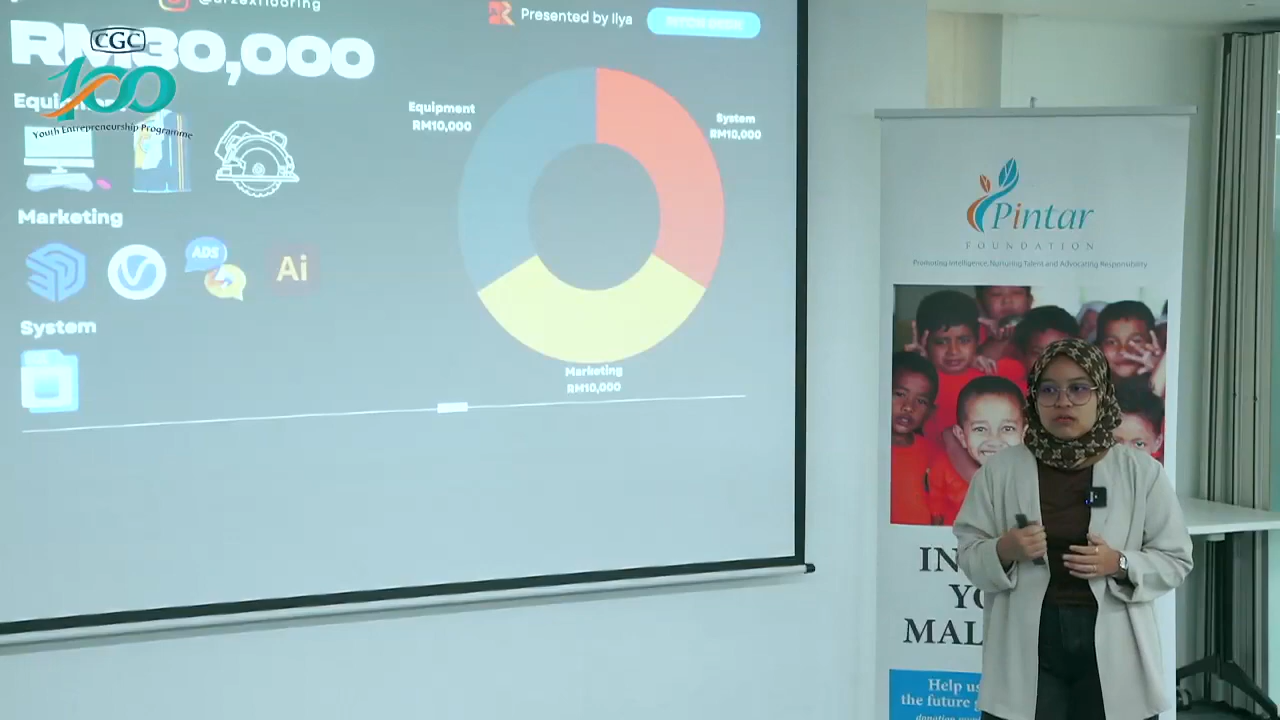 Presented by Ilya
RM30,000
CGC
100
Youth Entrepreneurship Programme
Equipment
RM10,000
System
RM10,000
Marketing
ADS
Ai
System
Marketing
RM10,000
Pintar
FOUNDATION
Promoting Intelligence, Nurturing Talent and Advocating Responsibility
IN
YO
MAL
Help us
the future g